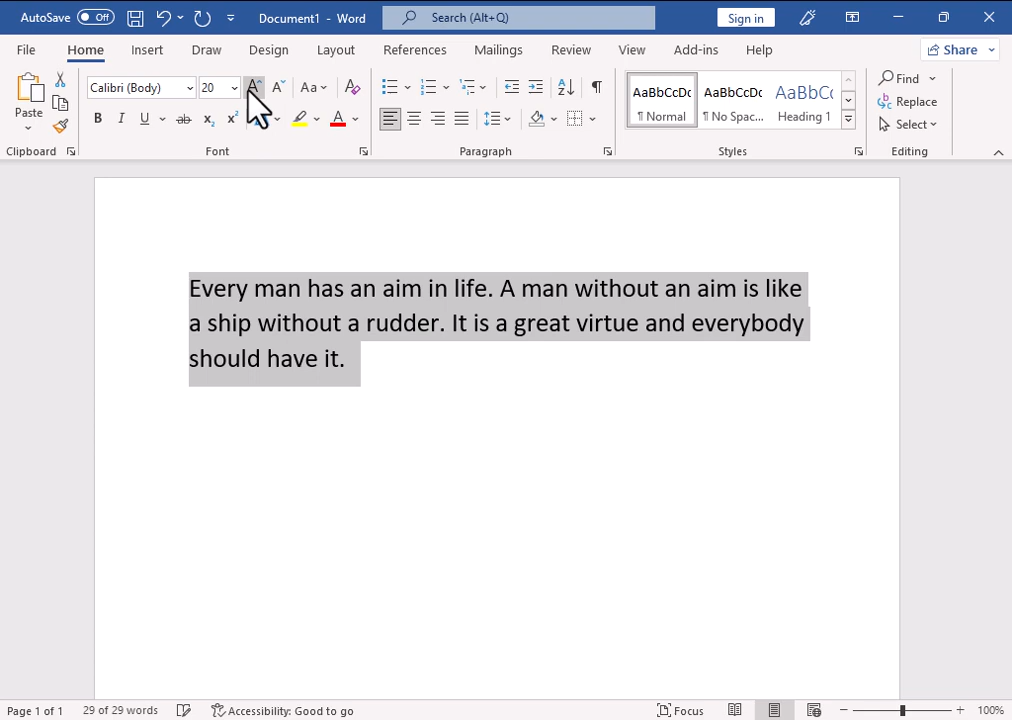 AutoSave Off Document1 - Word Search (Alt+Q) Sign in
File Home Insert Draw Design Layout References Mailings Review View Add-ins Help Share
Paste Calibri (Body) 20 A A Aa A AaBbCcDc AaBbCcDc AaBbCc Find
B I U ab x2 x2 A ¶ Normal ¶ No Spac... Heading 1 Replace
Select
Clipboard Font Paragraph Styles Editing
Every man has an aim in life. A man without an aim is like
a ship without a rudder. It is a great virtue and everybody
should have it.
Page 1 of 1 29 of 29 words Accessibility: Good to go Focus 100%